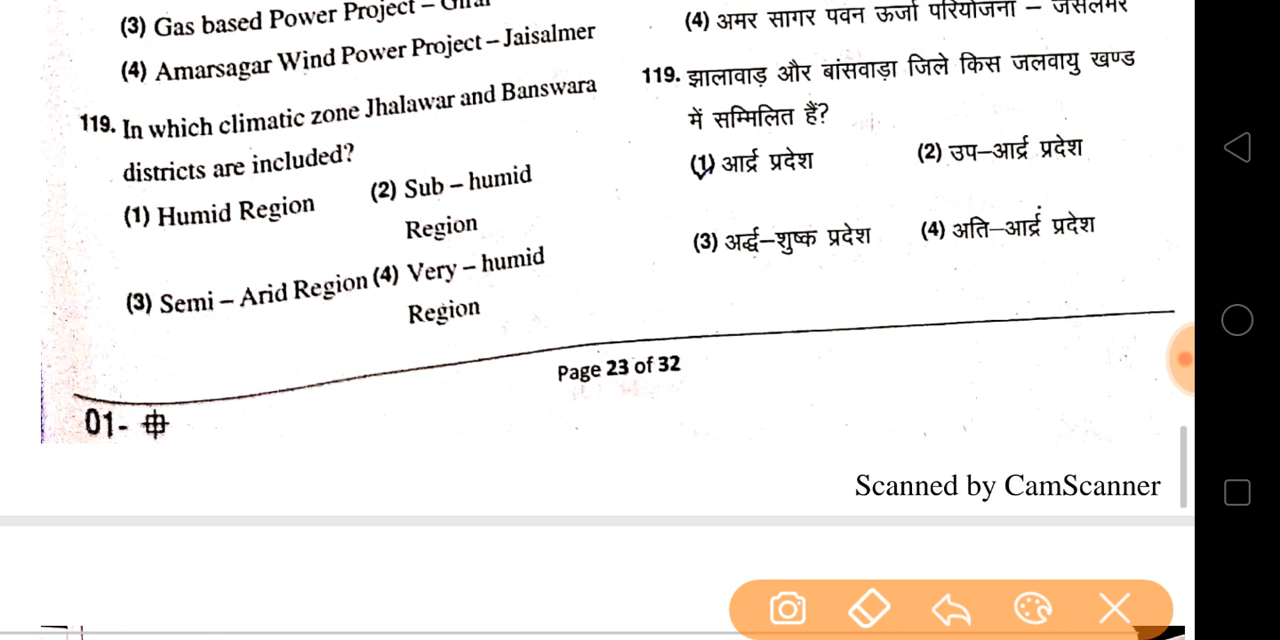 (3) Gas based Power Project –
(4) Amarsagar Wind Power Project – Jaisalmer
119. In which climatic zone Jhalawar and Banswara
districts are included?
(1) Humid Region (2) Sub – humid
Region
(3) Semi – Arid Region (4) Very – humid
Region
(4) अमर सागर पवन ऊर्जा परियोजना – जैसलमेर
119. झालावाड़ और बांसवाड़ा जिले किस जलवायु खण्ड
में सम्मिलित हैं?
(1) आर्द्र प्रदेश (2) उप–आर्द्र प्रदेश
(3) अर्द्ध–शुष्क प्रदेश (4) अति–आर्द्र प्रदेश
Page 23 of 32
01-
Scanned by CamScanner